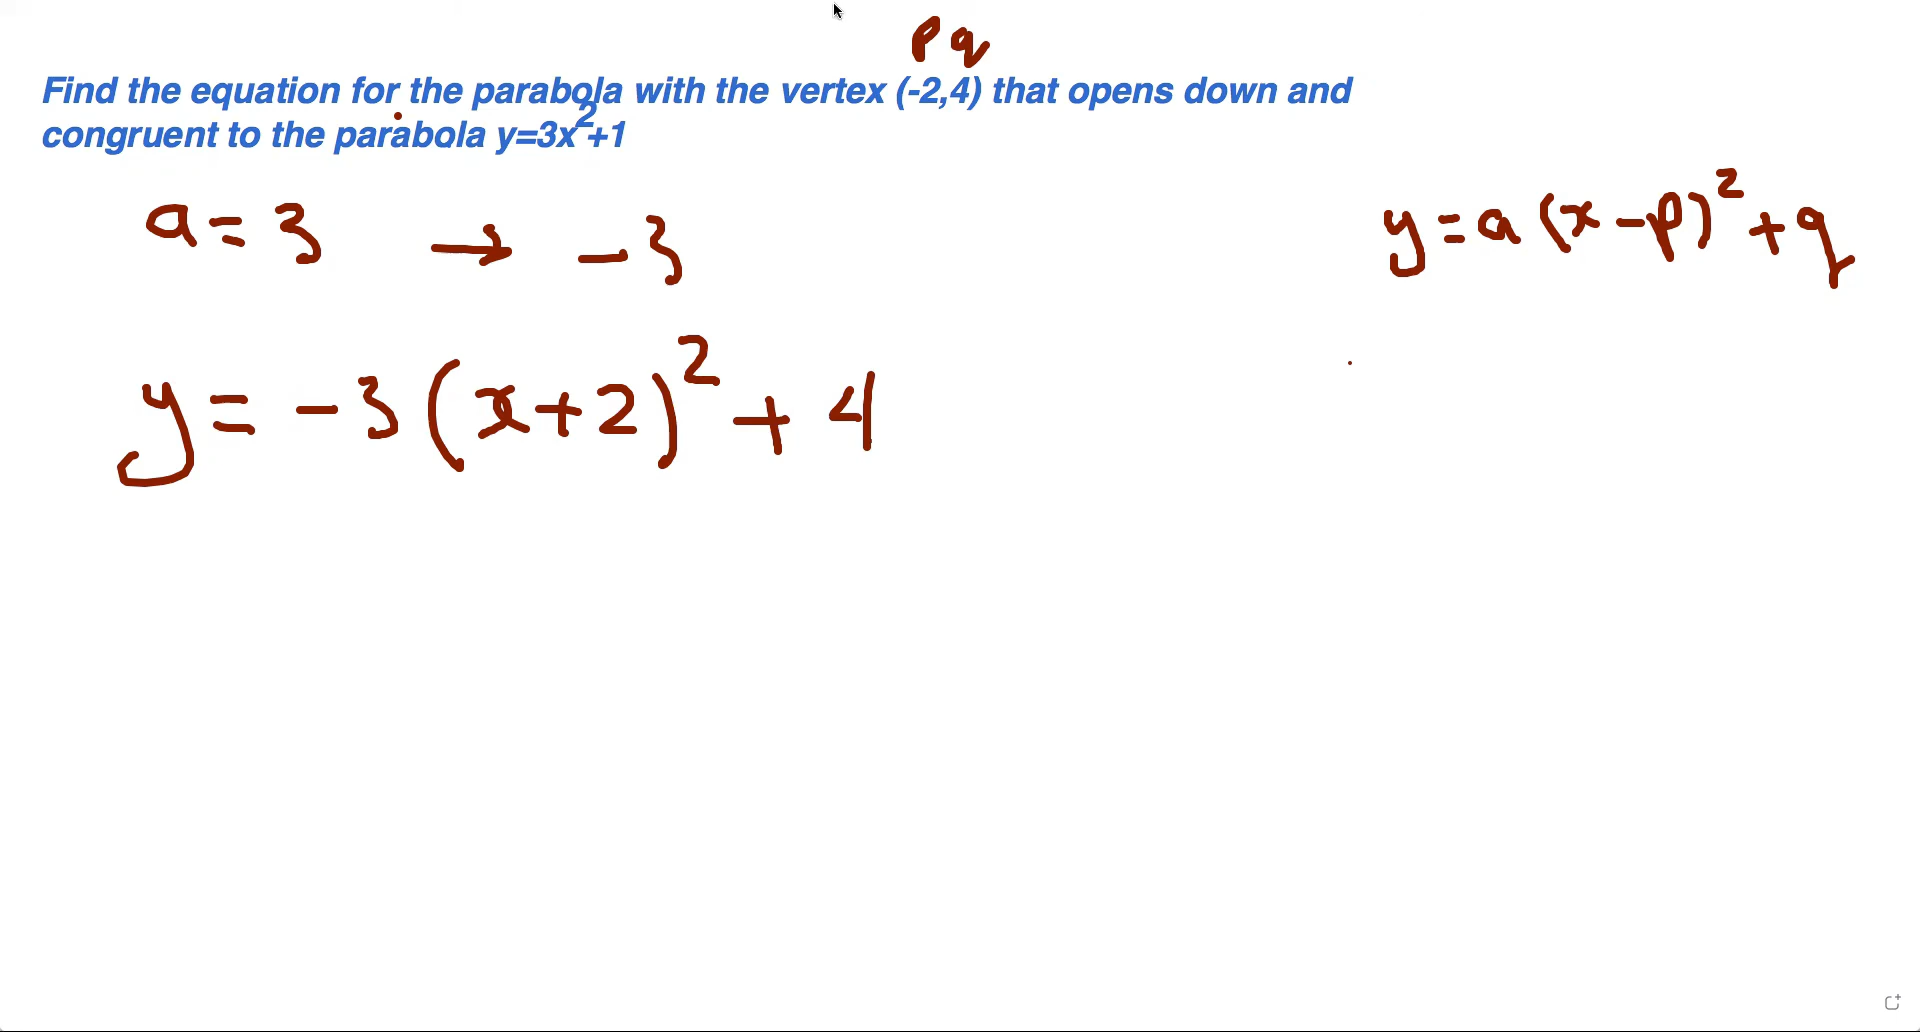 p q
Find the equation for the parabola with the vertex (-2,4) that opens down and
congruent to the parabola y=3x²+1
a = 3 → -3
y = a (x - p)² + q
y = -3 (x + 2)² + 4